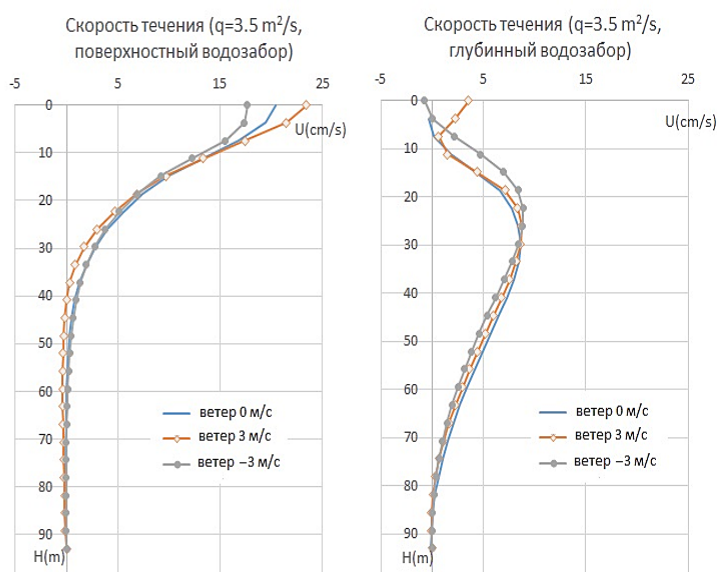 Скорость течения (q=3.5 m²/s,
поверхностный водозабор)
-5 5 15 25
0
U(cm/s)
10
20
30
40
50
60
70
80
90
H(m)
ветер 0 м/с
ветер 3 м/с
ветер –3 м/с
Скорость течения (q=3.5 m²/s,
глубинный водозабор)
-5 5 15 25
0
U(cm/s)
10
20
30
40
50
60
70
80
90
H(m)
ветер 0 м/с
ветер 3 м/с
ветер –3 м/с